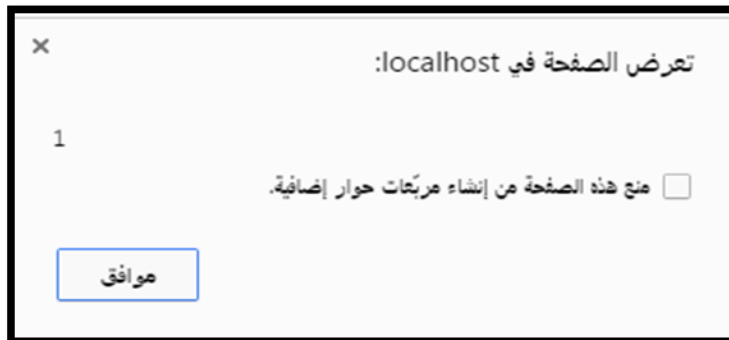 تعرض الصفحة في localhost:
1
منع هذه الصفحة من إنشاء مربّعات حوار إضافية.
موافق